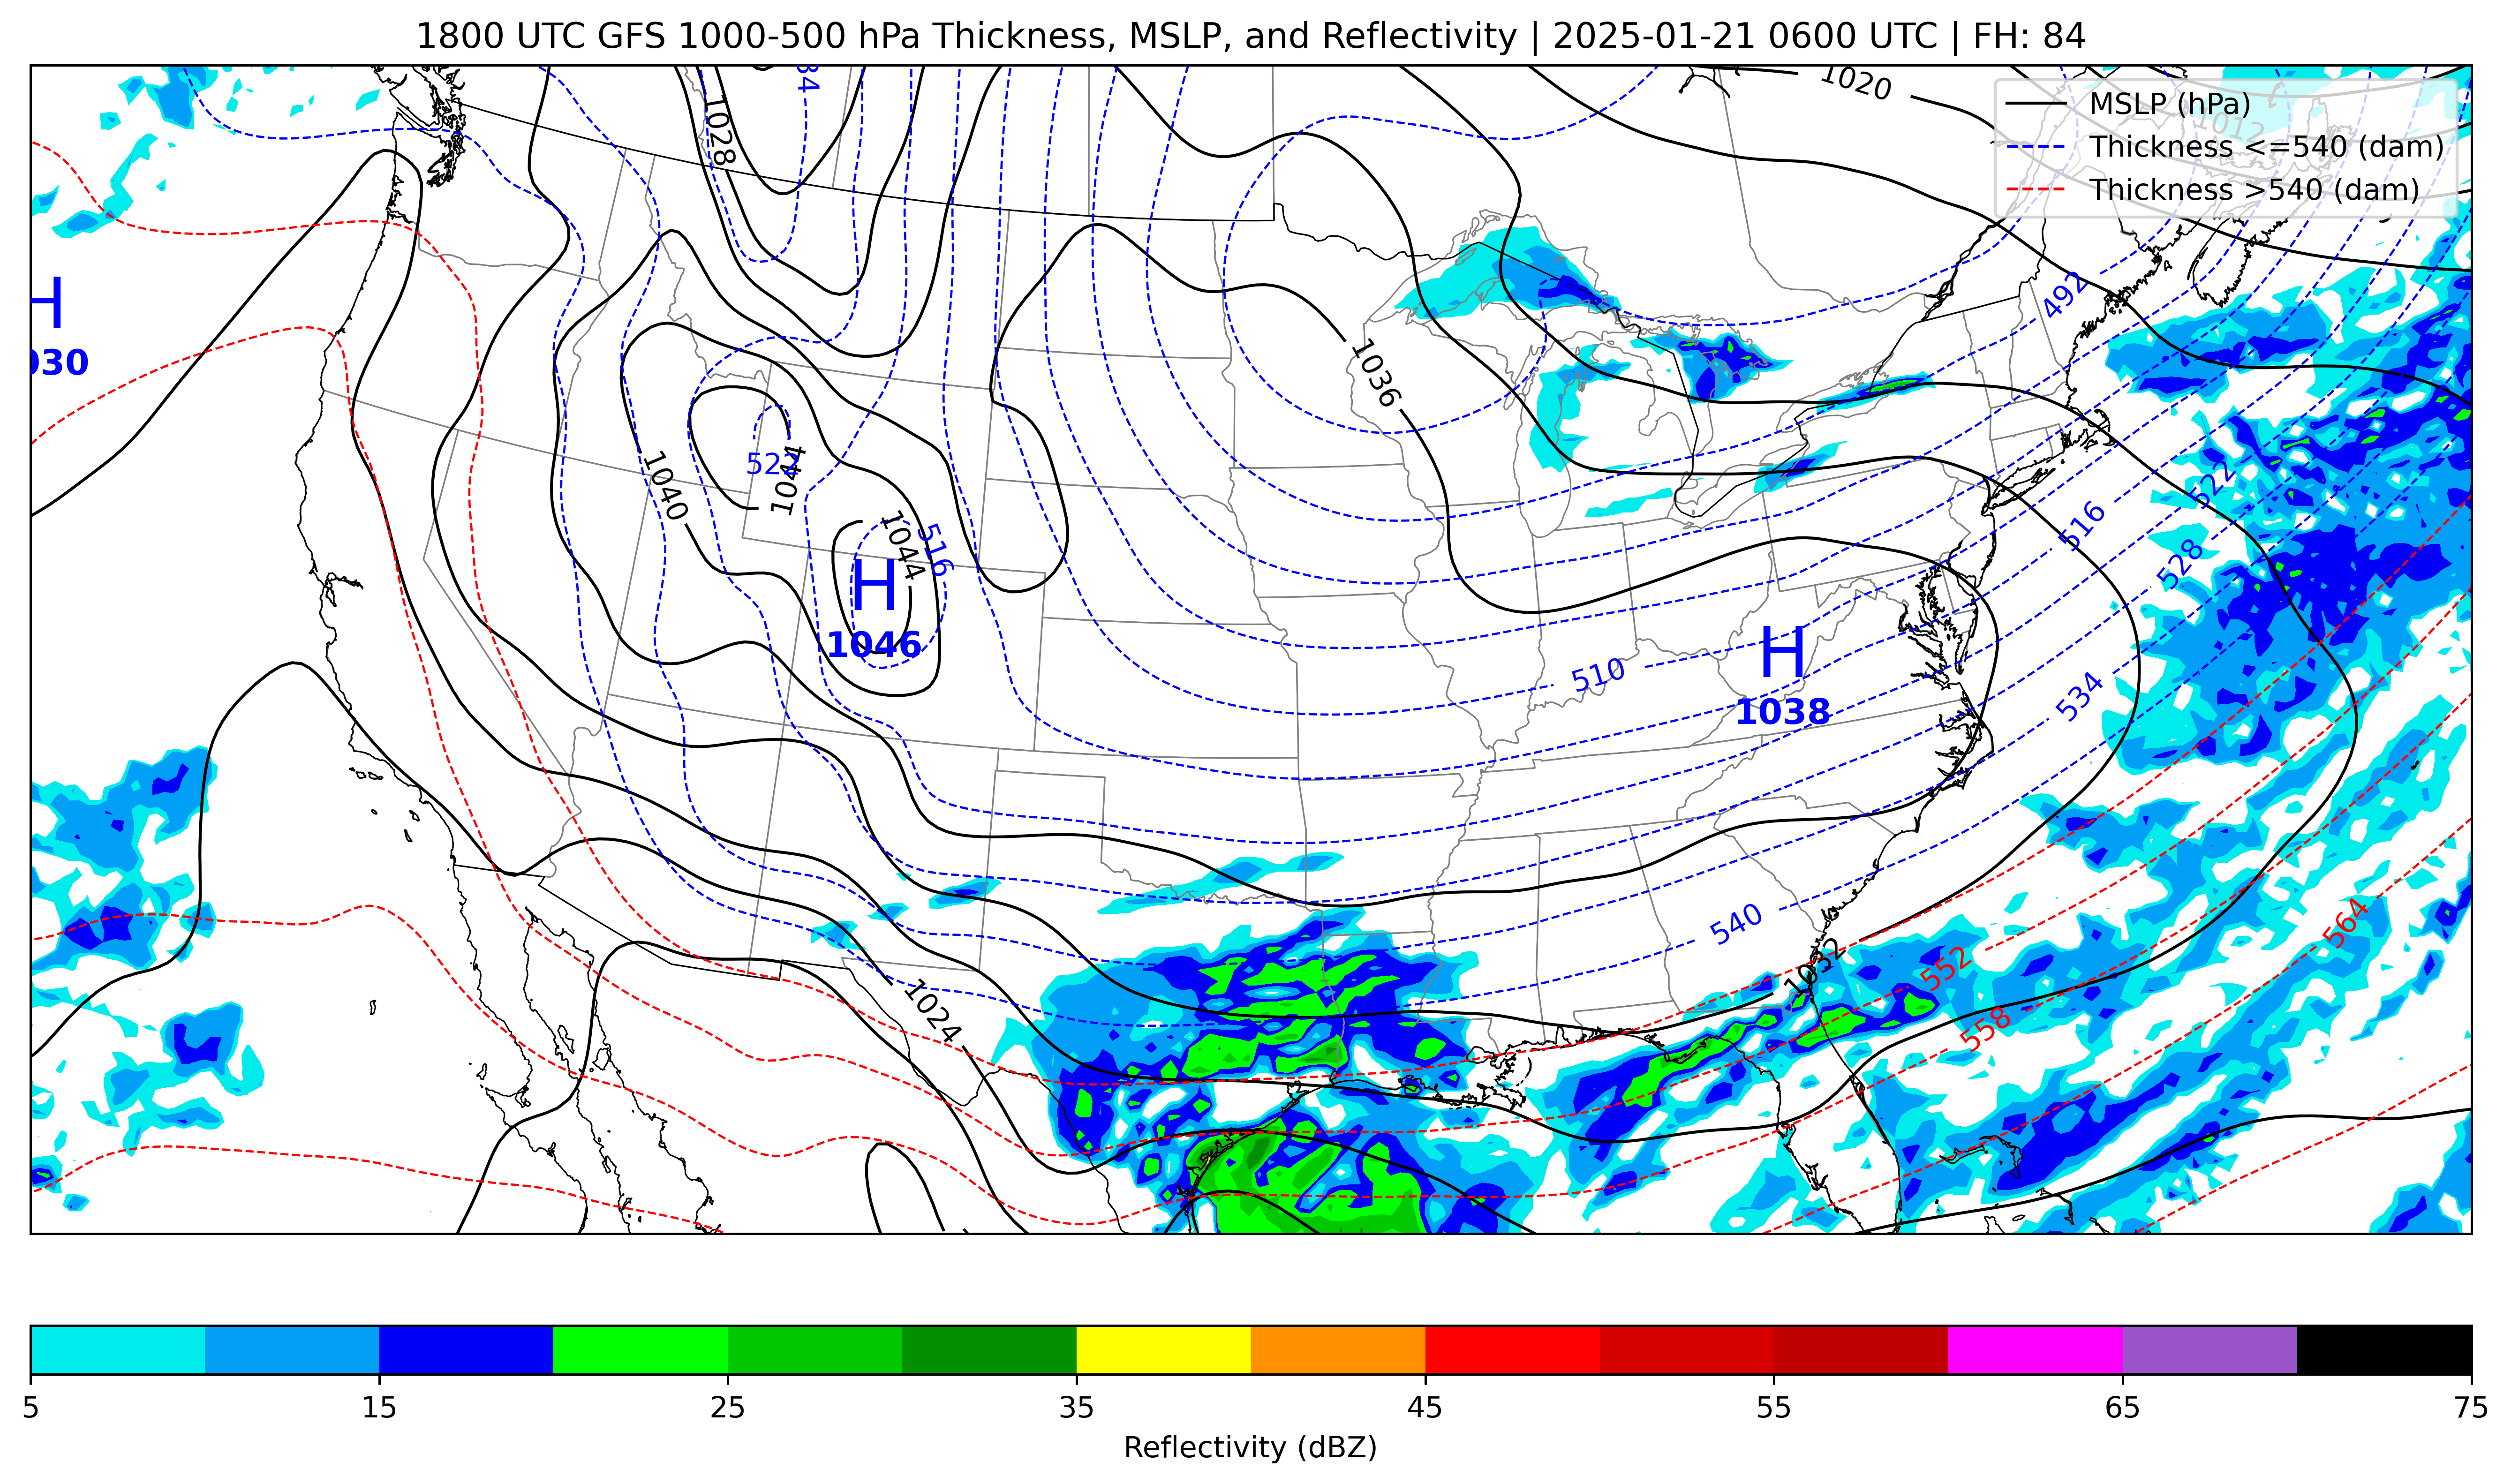 1800 UTC GFS 1000-500 hPa Thickness, MSLP, and Reflectivity | 2025-01-21 0600 UTC | FH: 84
MSLP (hPa)
Thickness <=540 (dam)
Thickness >540 (dam)
1020
1012
1028
492
H
030
1036
1040
522
1044
1044
516
522
516
528
H
1046
510
H
1038
534
540
564
1032
552
1024
558
5 15 25 35 45 55 65 75
Reflectivity (dBZ)